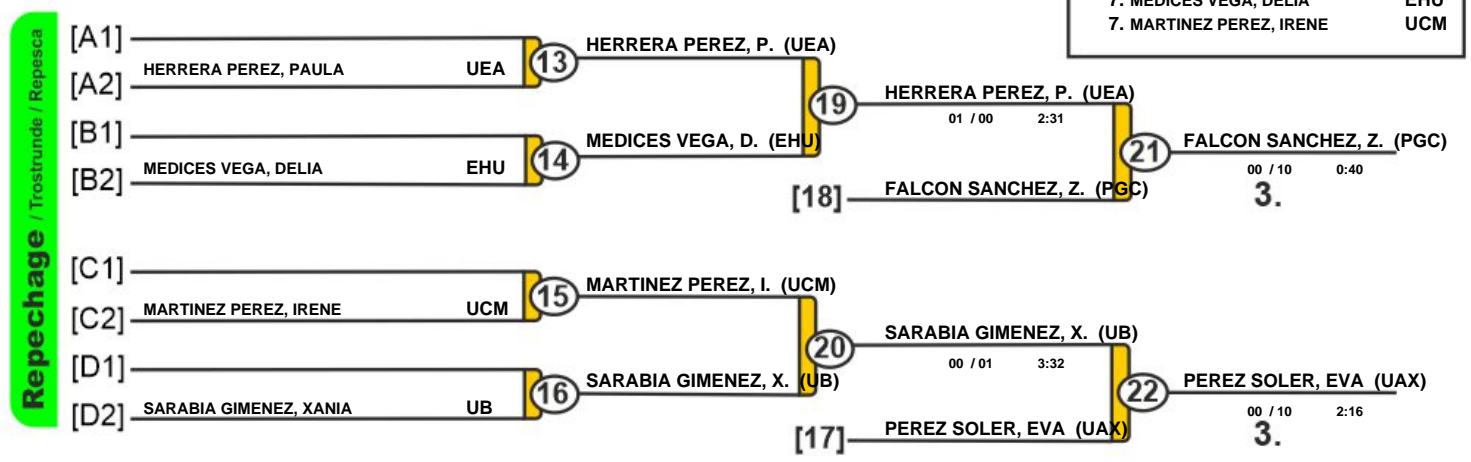 7. MEDICES VEGA, DELIA EHU
7. MARTINEZ PEREZ, IRENE UCM
Repechage / Trostrunde / Repesca
[A1]
HERRERA PEREZ, PAULA UEA
[A2]
13
HERRERA PEREZ, P. (UEA)
[B1]
MEDICES VEGA, DELIA EHU
[B2]
14
MEDICES VEGA, D. (EHU)
19
HERRERA PEREZ, P. (UEA)
01 / 00 2:31
[18]
FALCON SANCHEZ, Z. (PGC)
21
FALCON SANCHEZ, Z. (PGC)
00 / 10 0:40
3.
[C1]
MARTINEZ PEREZ, IRENE UCM
[C2]
15
MARTINEZ PEREZ, I. (UCM)
[D1]
SARABIA GIMENEZ, XANIA UB
[D2]
16
SARABIA GIMENEZ, X. (UB)
20
SARABIA GIMENEZ, X. (UB)
00 / 01 3:32
[17]
PEREZ SOLER, EVA (UAX)
22
PEREZ SOLER, EVA (UAX)
00 / 10 2:16
3.